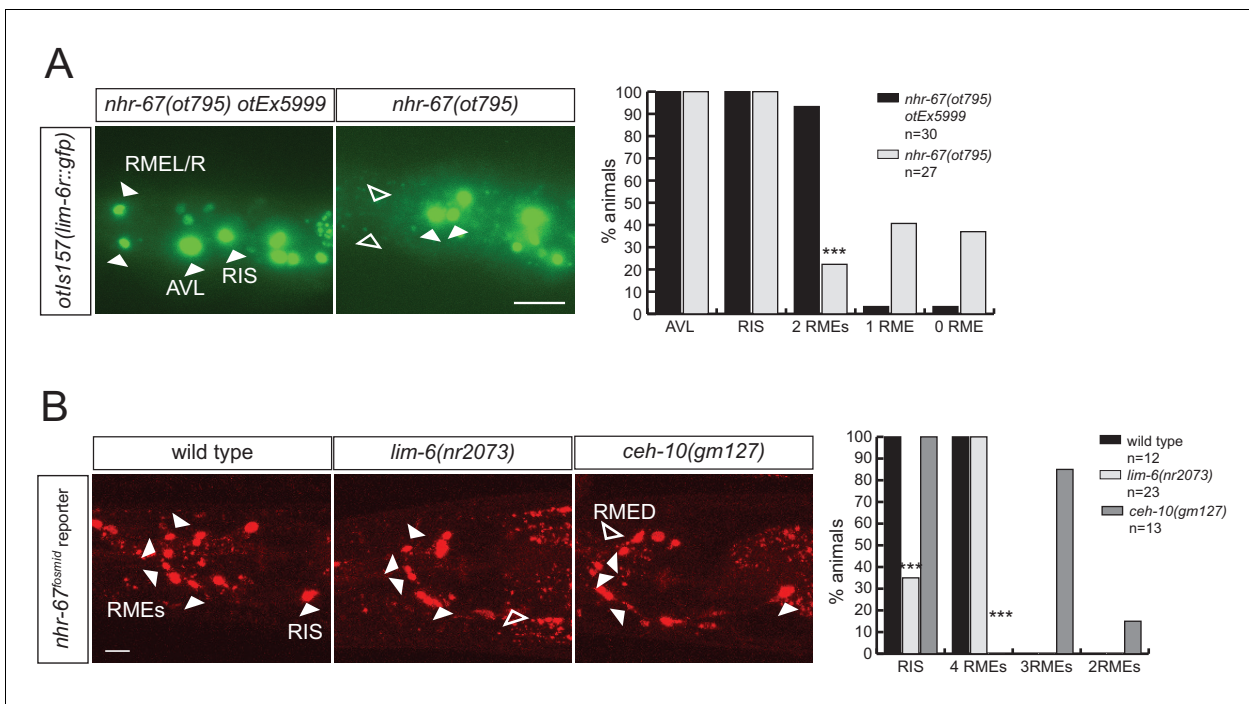 A
nhr-67(ot795) otEx5999
nhr-67(ot795)
otIs157(lim-6r::gfp)
RMEL/R
AVL
RIS
% animals
100
90
80
70
60
50
40
30
20
10
0
***
AVL
RIS
2 RMEs
1 RME
0 RME
nhr-67(ot795)
otEx5999
n=30
nhr-67(ot795)
n=27
B
wild type
lim-6(nr2073)
ceh-10(gm127)
nhr-67fosmid reporter
RMEs
RIS
RMED
% animals
100
90
80
70
60
50
40
30
20
10
0
***
***
RIS
4 RMEs
3RMEs
2RMEs
wild type
n=12
lim-6(nr2073)
n=23
ceh-10(gm127)
n=13